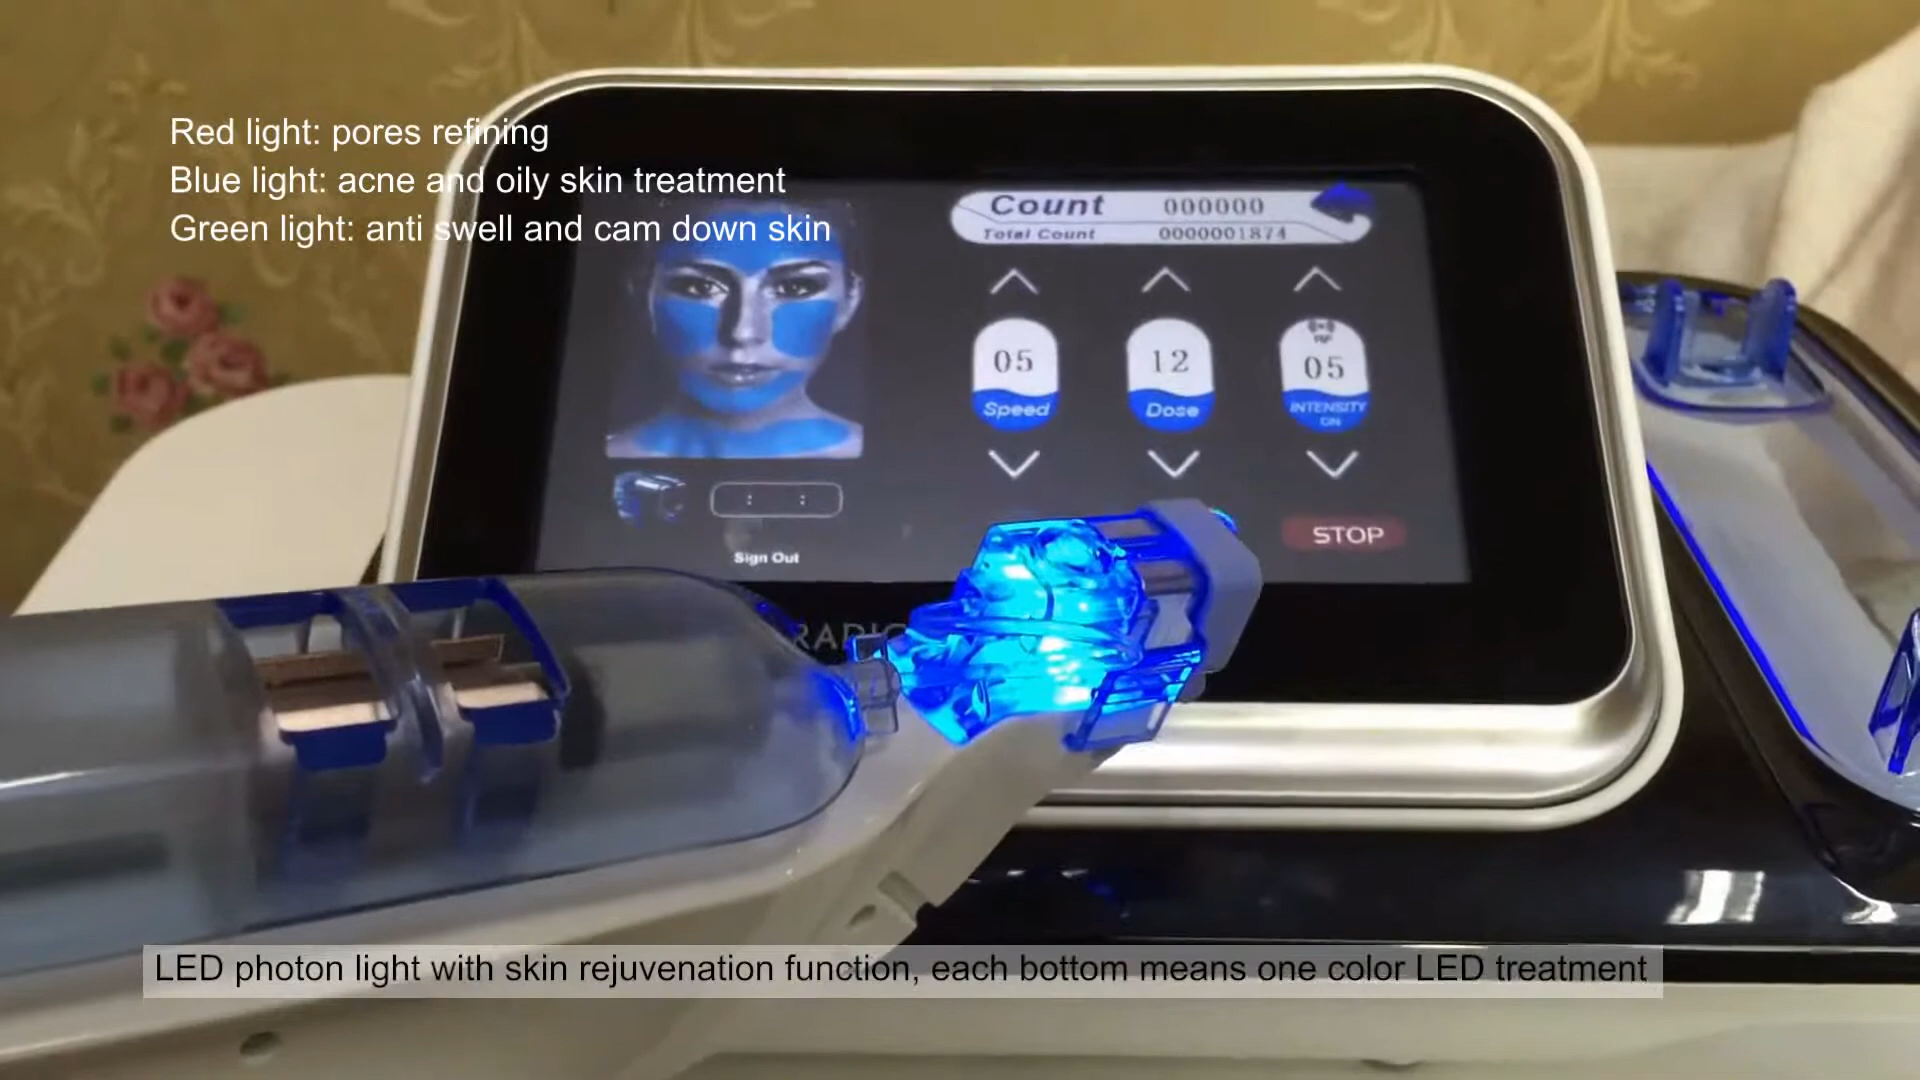 Red light: pores refining
Blue light: acne and oily skin treatment
Green light: anti swell and cam down skin
Count 000000
Total Count 0000001874
RF
05 12 05
Speed Dose INTENSITY
ON
: :
STOP
Sign Out
LED photon light with skin rejuvenation function, each bottom means one color LED treatment